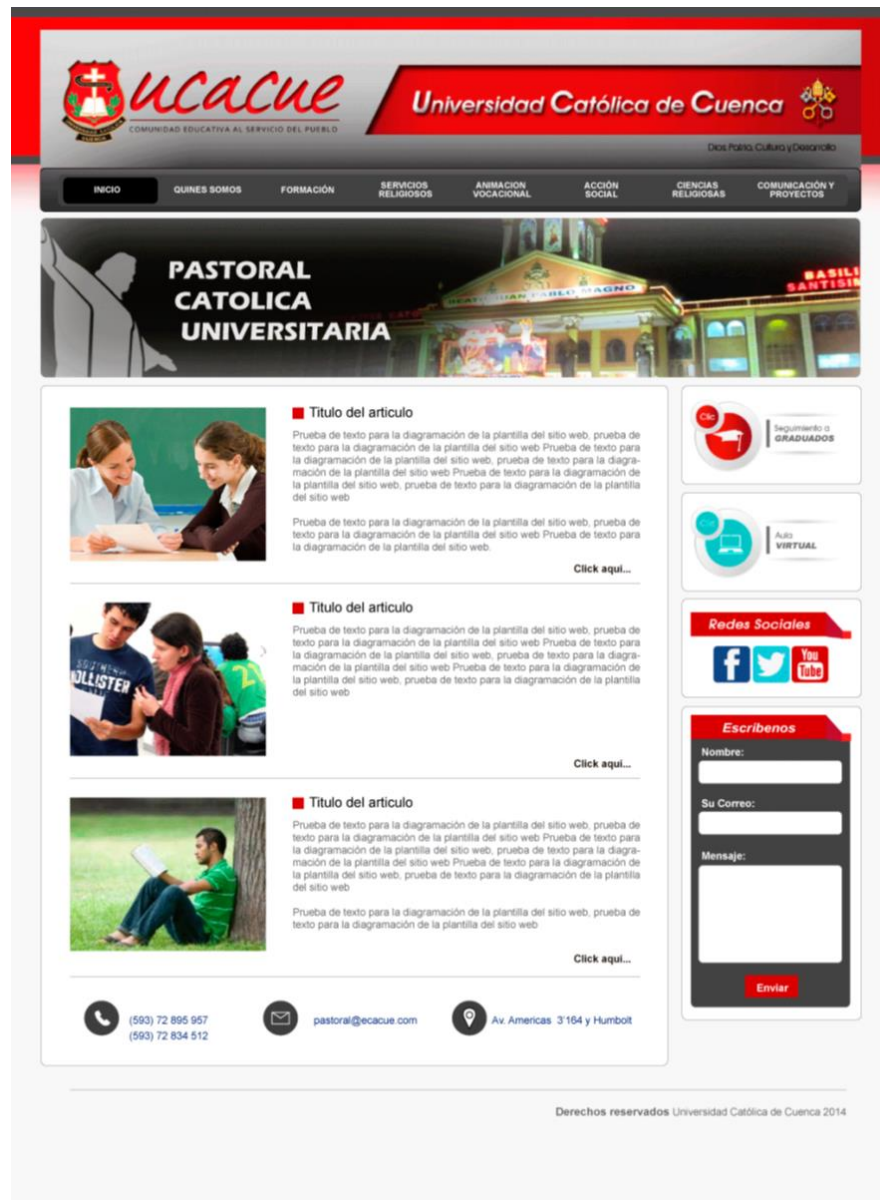 ucacue
COMUNIDAD EDUCATIVA AL SERVICIO DEL PUEBLO
Universidad Católica de Cuenca
Dios, Patria, Cultura y Desarrollo
INICIO
QUINES SOMOS
FORMACIÓN
SERVICIOS
RELIGIOSOS
ANIMACION
VOCACIONAL
ACCIÓN
SOCIAL
CIENCIAS
RELIGIOSAS
COMUNICACIÓN Y
PROYECTOS
PASTORAL
CATOLICA
UNIVERSITARIA
MAGNO
BASILI
SANTISIM
Titulo del articulo
Prueba de texto para la diagramación de la plantilla del sitio web, prueba de
texto para la diagramación de la plantilla del sitio web Prueba de texto para
la diagramación de la plantilla del sitio web, prueba de texto para la diagra-
mación de la plantilla del sitio web Prueba de texto para la diagramación de
la plantilla del sitio web, prueba de texto para la diagramación de la plantilla
del sitio web
Prueba de texto para la diagramación de la plantilla del sitio web, prueba de
texto para la diagramación de la plantilla del sitio web Prueba de texto para
la diagramación de la plantilla del sitio web.
Click aqui...
Titulo del articulo
Prueba de texto para la diagramación de la plantilla del sitio web, prueba de
texto para la diagramación de la plantilla del sitio web Prueba de texto para
la diagramación de la plantilla del sitio web, prueba de texto para la diagra-
mación de la plantilla del sitio web Prueba de texto para la diagramación de
la plantilla del sitio web, prueba de texto para la diagramación de la plantilla
del sitio web
Click aqui...
HOLLISTER
Titulo del articulo
Prueba de texto para la diagramación de la plantilla del sitio web, prueba de
texto para la diagramación de la plantilla del sitio web Prueba de texto para
la diagramación de la plantilla del sitio web, prueba de texto para la diagra-
mación de la plantilla del sitio web Prueba de texto para la diagramación de
la plantilla del sitio web, prueba de texto para la diagramación de la plantilla
del sitio web
Prueba de texto para la diagramación de la plantilla del sitio web, prueba de
texto para la diagramación de la plantilla del sitio web
Click aqui...
(593) 72 895 957
(593) 72 834 512
pastoral@ecacue.com
Av. Americas 3'164 y Humbolt
Clic
Seguimiento a
GRADUADOS
Clic
Aula
VIRTUAL
Redes Sociales
You
Tube
Escribenos
Nombre:
Su Correo:
Mensaje:
Enviar
Derechos reservados Universidad Católica de Cuenca 2014